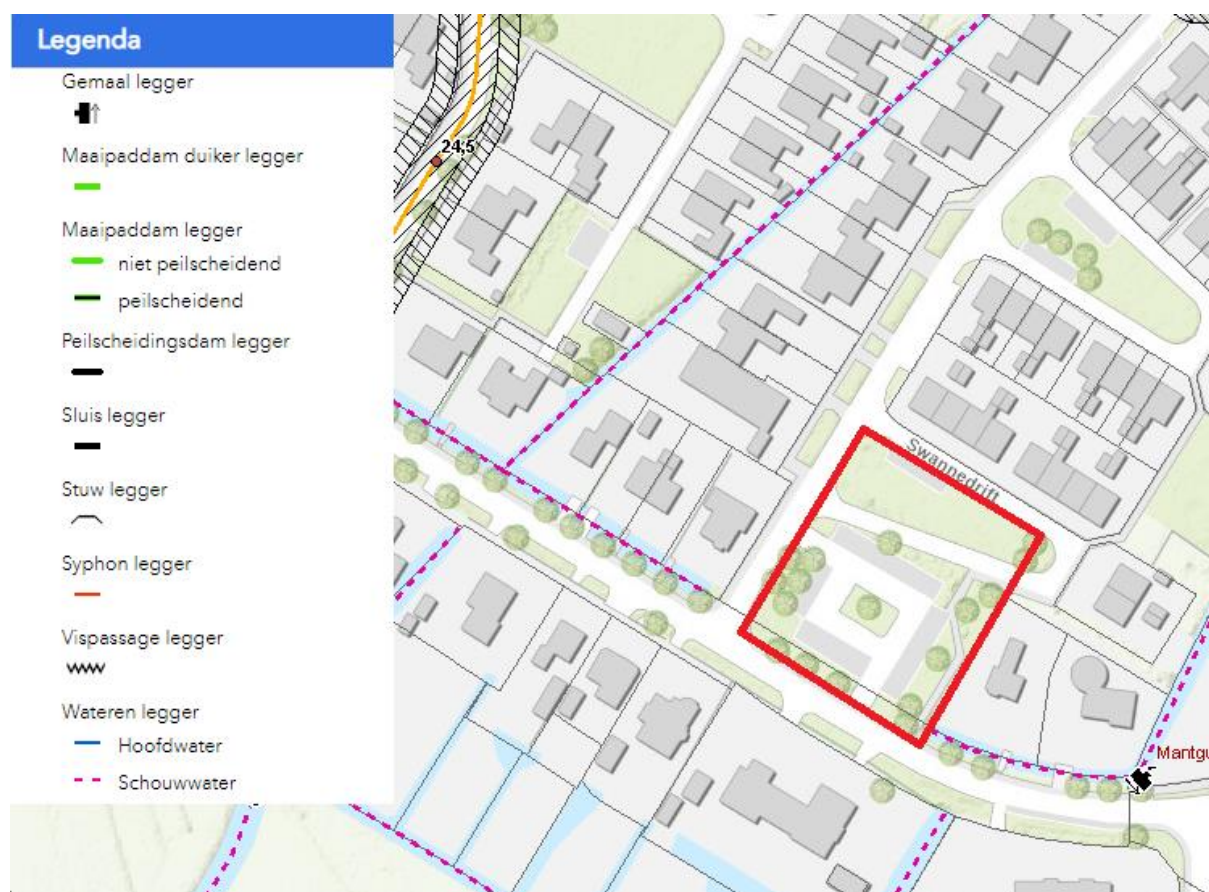 Legenda
Gemaal legger
Maaipaddam duiker legger
Maaipaddam legger
niet peilscheidend
peilscheidend
Peilscheidingsdam legger
Sluis legger
Stuw legger
Syphon legger
Vispassage legger
Wateren legger
Hoofdwater
Schouwwater
24,5
Swannedrift